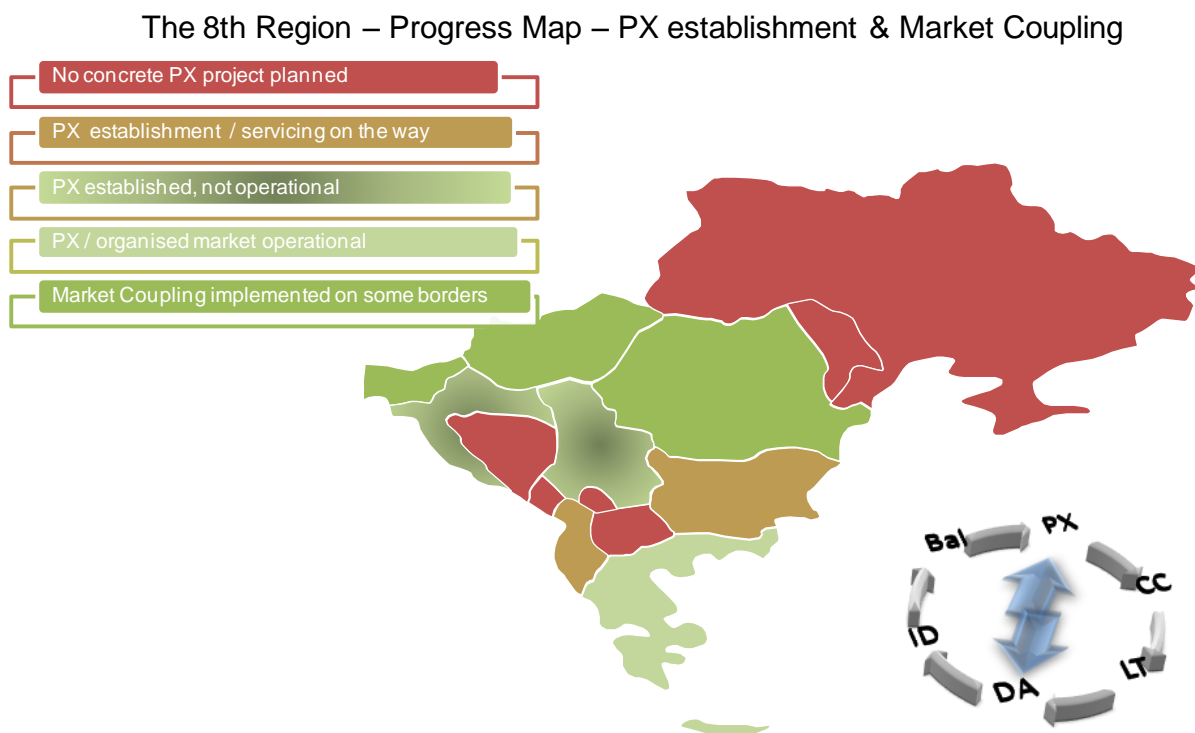 The 8th Region – Progress Map – PX establishment & Market Coupling
No concrete PX project planned
PX establishment / servicing on the way
PX established, not operational
PX / organised market operational
Market Coupling implemented on some borders
Bal
PX
CC
ID
LT
DA